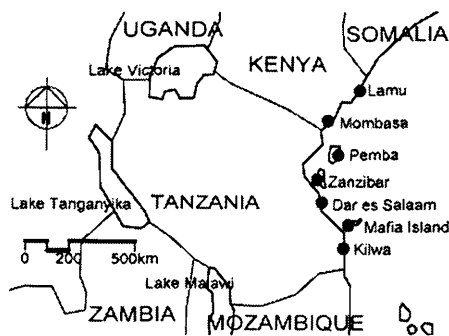 UGANDA
SOMALIA
Lake Victoria
KENYA
Lamu
N
Mombasa
Pemba
Zanzibar
TANZANIA
Lake Tanganyika
Dar es Salaam
Mafia Island
Kilwa
0 200 500km
Lake Malawi
ZAMBIA
MOZAMBIQUE